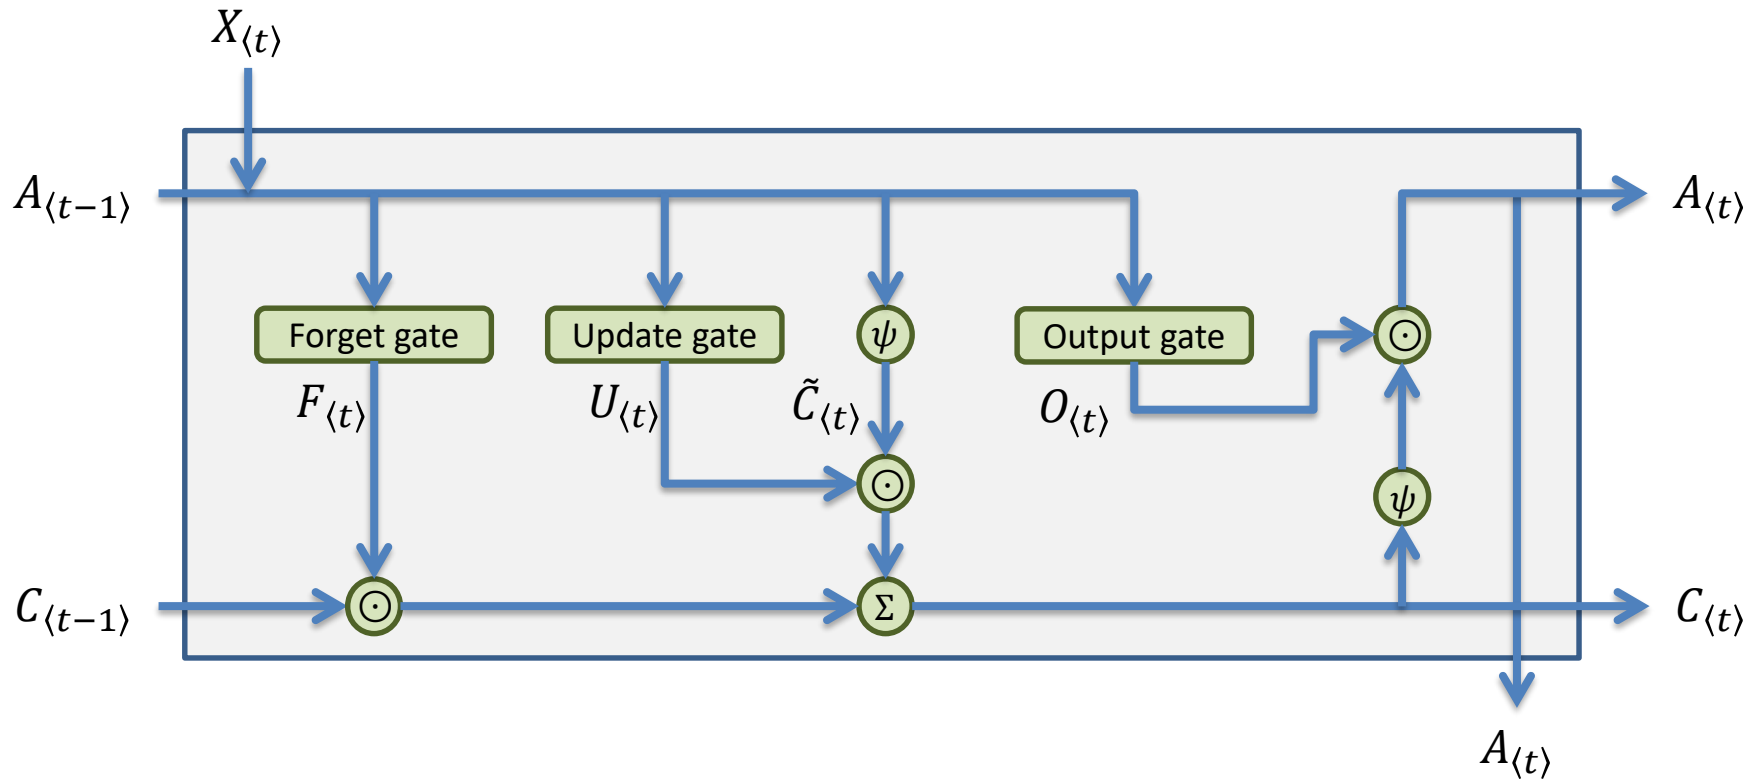 X⟨t⟩
A⟨t−1⟩
A⟨t⟩
Forget gate
Update gate
ψ
Output gate
⊙
F⟨t⟩
U⟨t⟩
C̃⟨t⟩
O⟨t⟩
⊙
ψ
C⟨t−1⟩
⊙
Σ
C⟨t⟩
A⟨t⟩